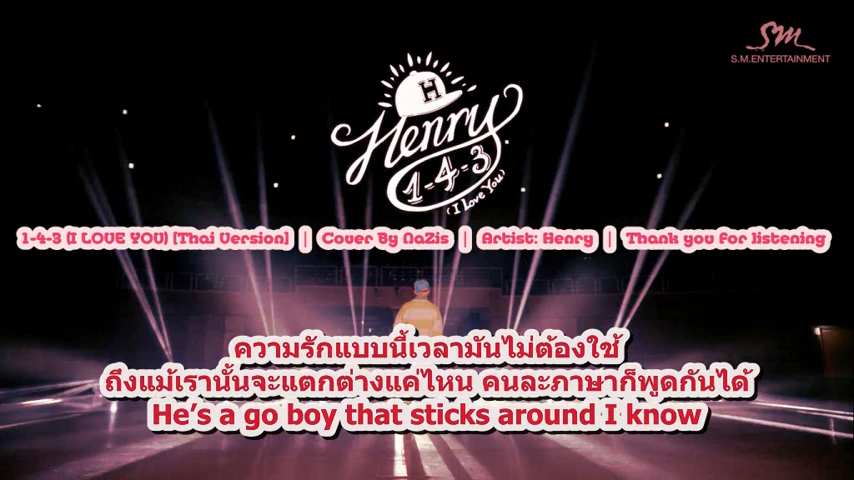 SM
S.M.ENTERTAINMENT
H
Henry
1-4-3
(I Love You)
1-4-3 (I LOVE YOU) [Thai Version] | Cover By NaZis | Artist: Henry | Thank you for listening
ความรักแบบนี้เวลามันไม่ต้องใช้
ถึงแม้เรานั้นจะแตกต่างแค่ไหน คนละภาษาก็พูดกันได้
He's a go boy that sticks around I know